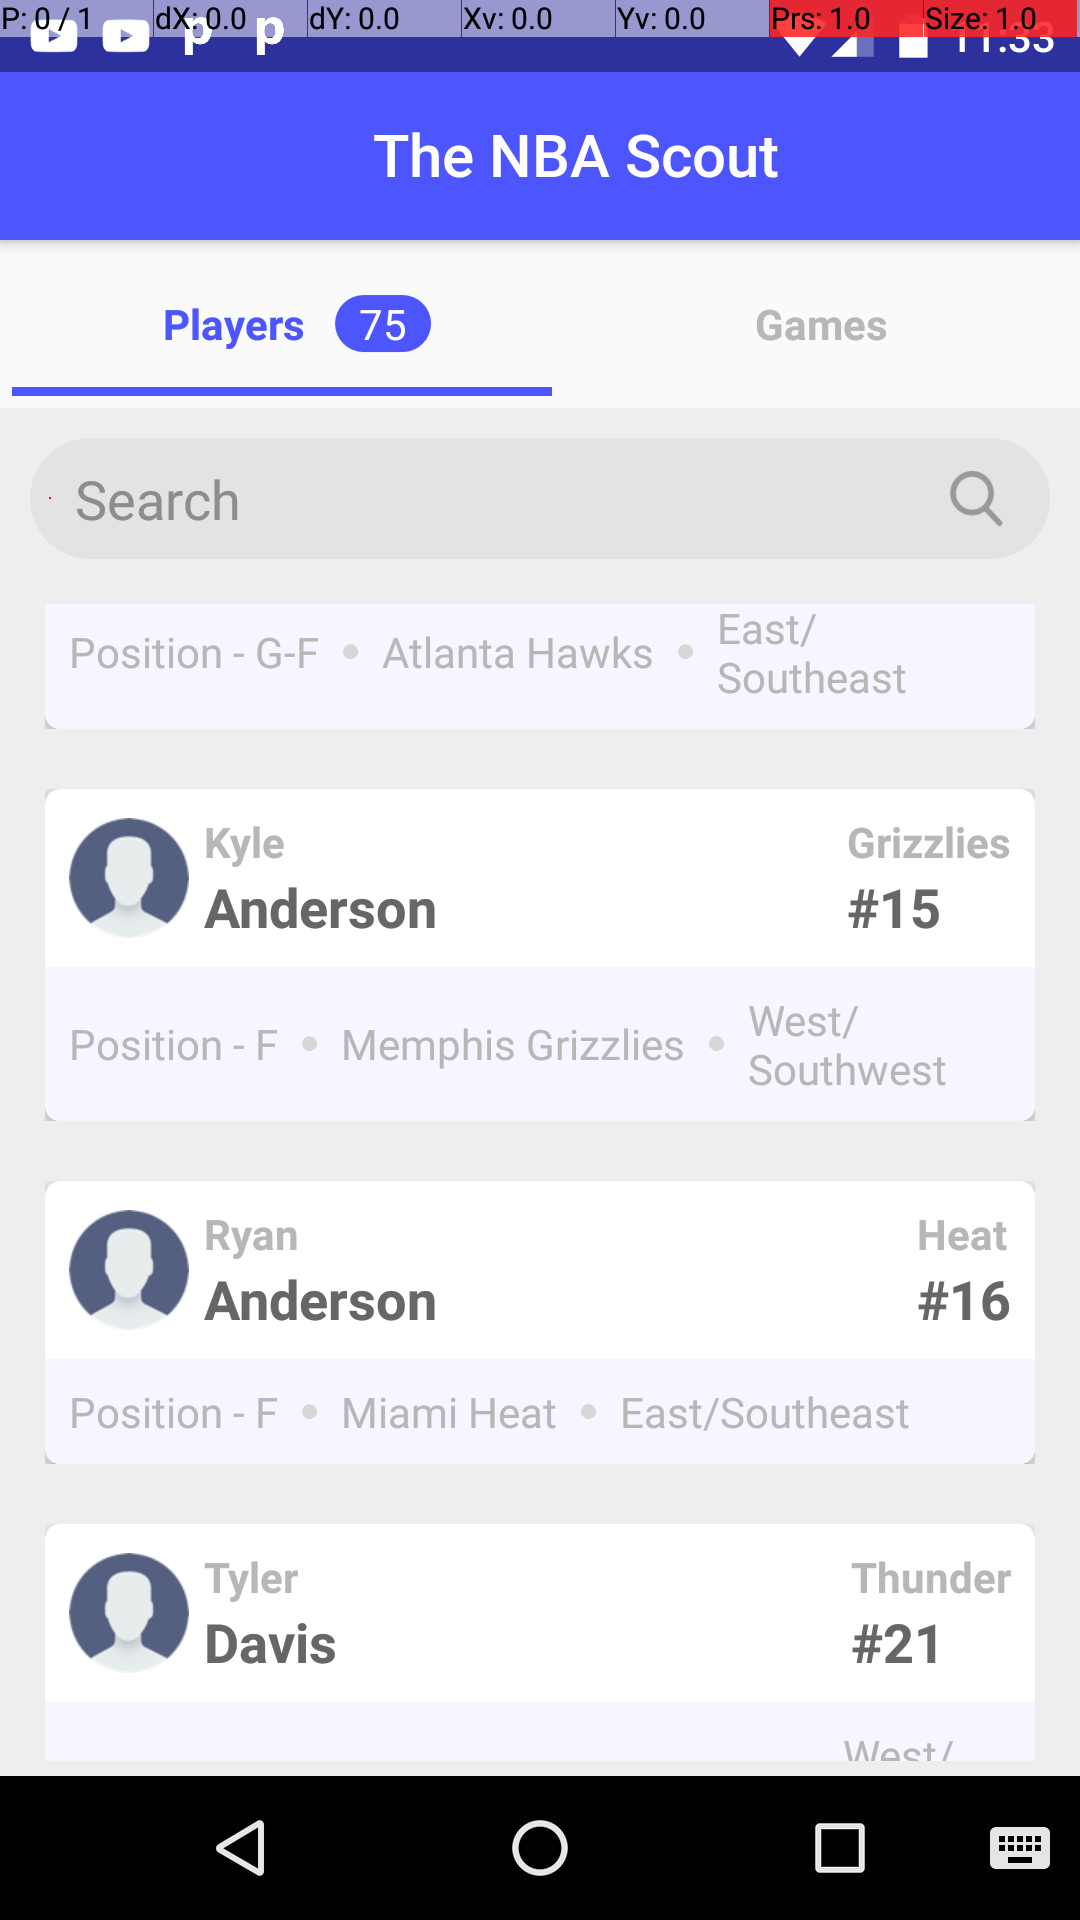 P: 0 / 1 dX: 0.0 dY: 0.0 Xv: 0.0 Yv: 0.0 Prs: 1.0 Size: 1.0
11:33
The NBA Scout
Players 75 Games
Search
Position - G-F Atlanta Hawks East/
Southeast
Kyle Grizzlies
Anderson #15
Position - F Memphis Grizzlies West/
Southwest
Ryan Heat
Anderson #16
Position - F Miami Heat East/Southeast
Tyler Thunder
Davis #21
West/